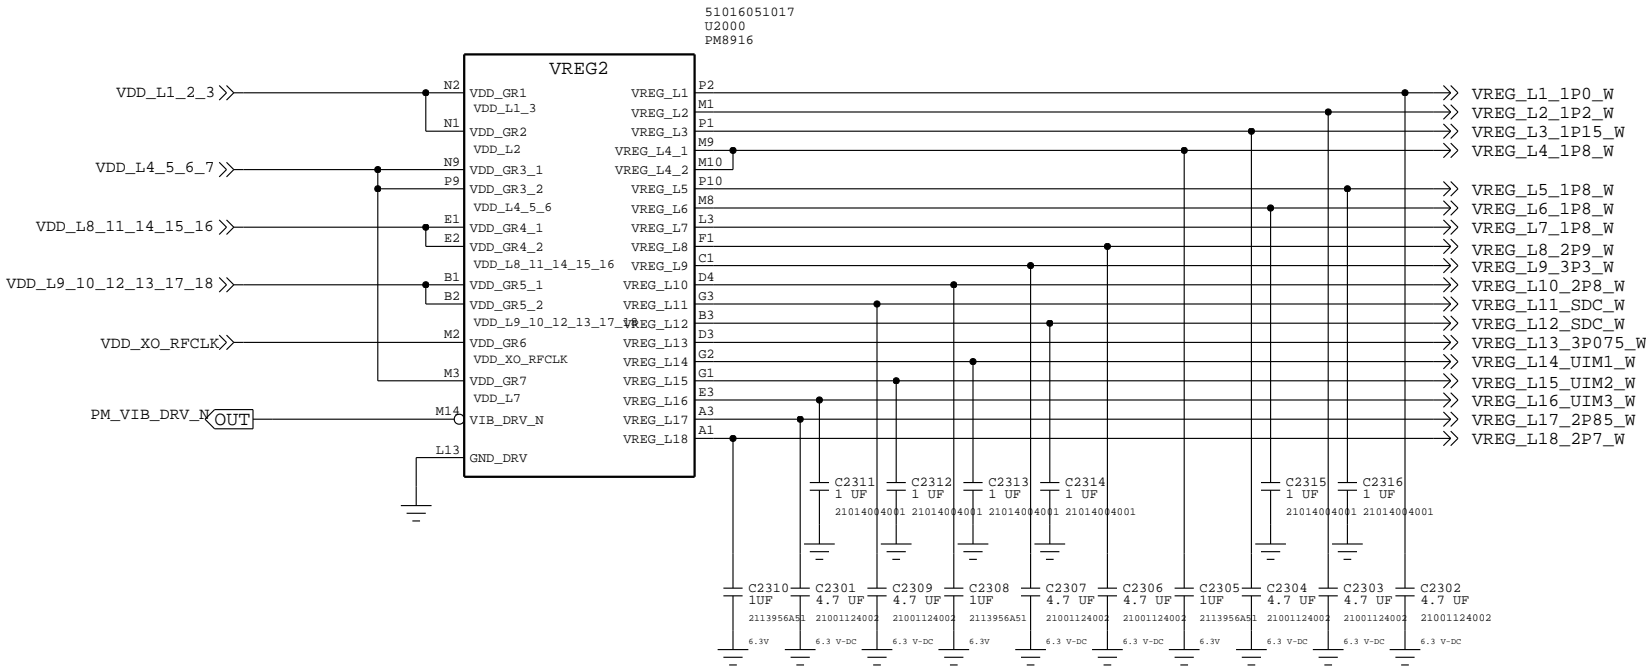 51016051017
U2000
PM8916
VREG2
VDD_L1_2_3
N2
VDD_GR1
VDD_L1_3
N1
VDD_GR2
VDD_L2
VDD_L4_5_6_7
N9
VDD_GR3_1
P9
VDD_GR3_2
VDD_L4_5_6
VDD_L8_11_14_15_16
E1
VDD_GR4_1
E2
VDD_GR4_2
VDD_L8_11_14_15_16
VDD_L9_10_12_13_17_18
B1
VDD_GR5_1
B2
VDD_GR5_2
VDD_L9_10_12_13_17_18
VDD_XO_RFCLK
M2
VDD_GR6
VDD_XO_RFCLK
M3
VDD_GR7
VDD_L7
PM_VIB_DRV_N
OUT
M14
VIB_DRV_N
L13
GND_DRV
VREG_L1 P2 VREG_L1_1P0_W
VREG_L2 M1 VREG_L2_1P2_W
VREG_L3 P1 VREG_L3_1P15_W
VREG_L4_1 M9 VREG_L4_1P8_W
VREG_L4_2 M10
VREG_L5 P10 VREG_L5_1P8_W
VREG_L6 M8 VREG_L6_1P8_W
VREG_L7 L3 VREG_L7_1P8_W
VREG_L8 F1 VREG_L8_2P9_W
VREG_L9 C1 VREG_L9_3P3_W
VREG_L10 D4 VREG_L10_2P8_W
VREG_L11 G3 VREG_L11_SDC_W
VREG_L12 B3 VREG_L12_SDC_W
VREG_L13 D3 VREG_L13_3P075_W
VREG_L14 G2 VREG_L14_UIM1_W
VREG_L15 G1 VREG_L15_UIM2_W
VREG_L16 E3 VREG_L16_UIM3_W
VREG_L17 A3 VREG_L17_2P85_W
VREG_L18 A1 VREG_L18_2P7_W
C2311
1 UF
21014004001
C2312
1 UF
21014004001
C2313
1 UF
21014004001
C2314
1 UF
21014004001
C2315
1 UF
21014004001
C2316
1 UF
21014004001
C2310
1UF
2113956A51
6.3V
C2301
4.7 UF
21001124002
6.3 V-DC
C2309
4.7 UF
21001124002
6.3 V-DC
C2308
1UF
2113956A51
6.3V
C2307
4.7 UF
21001124002
6.3 V-DC
C2306
4.7 UF
21001124002
6.3 V-DC
C2305
1UF
2113956A51
6.3V
C2304
4.7 UF
21001124002
6.3 V-DC
C2303
4.7 UF
21001124002
6.3 V-DC
C2302
4.7 UF
21001124002
6.3 V-DC